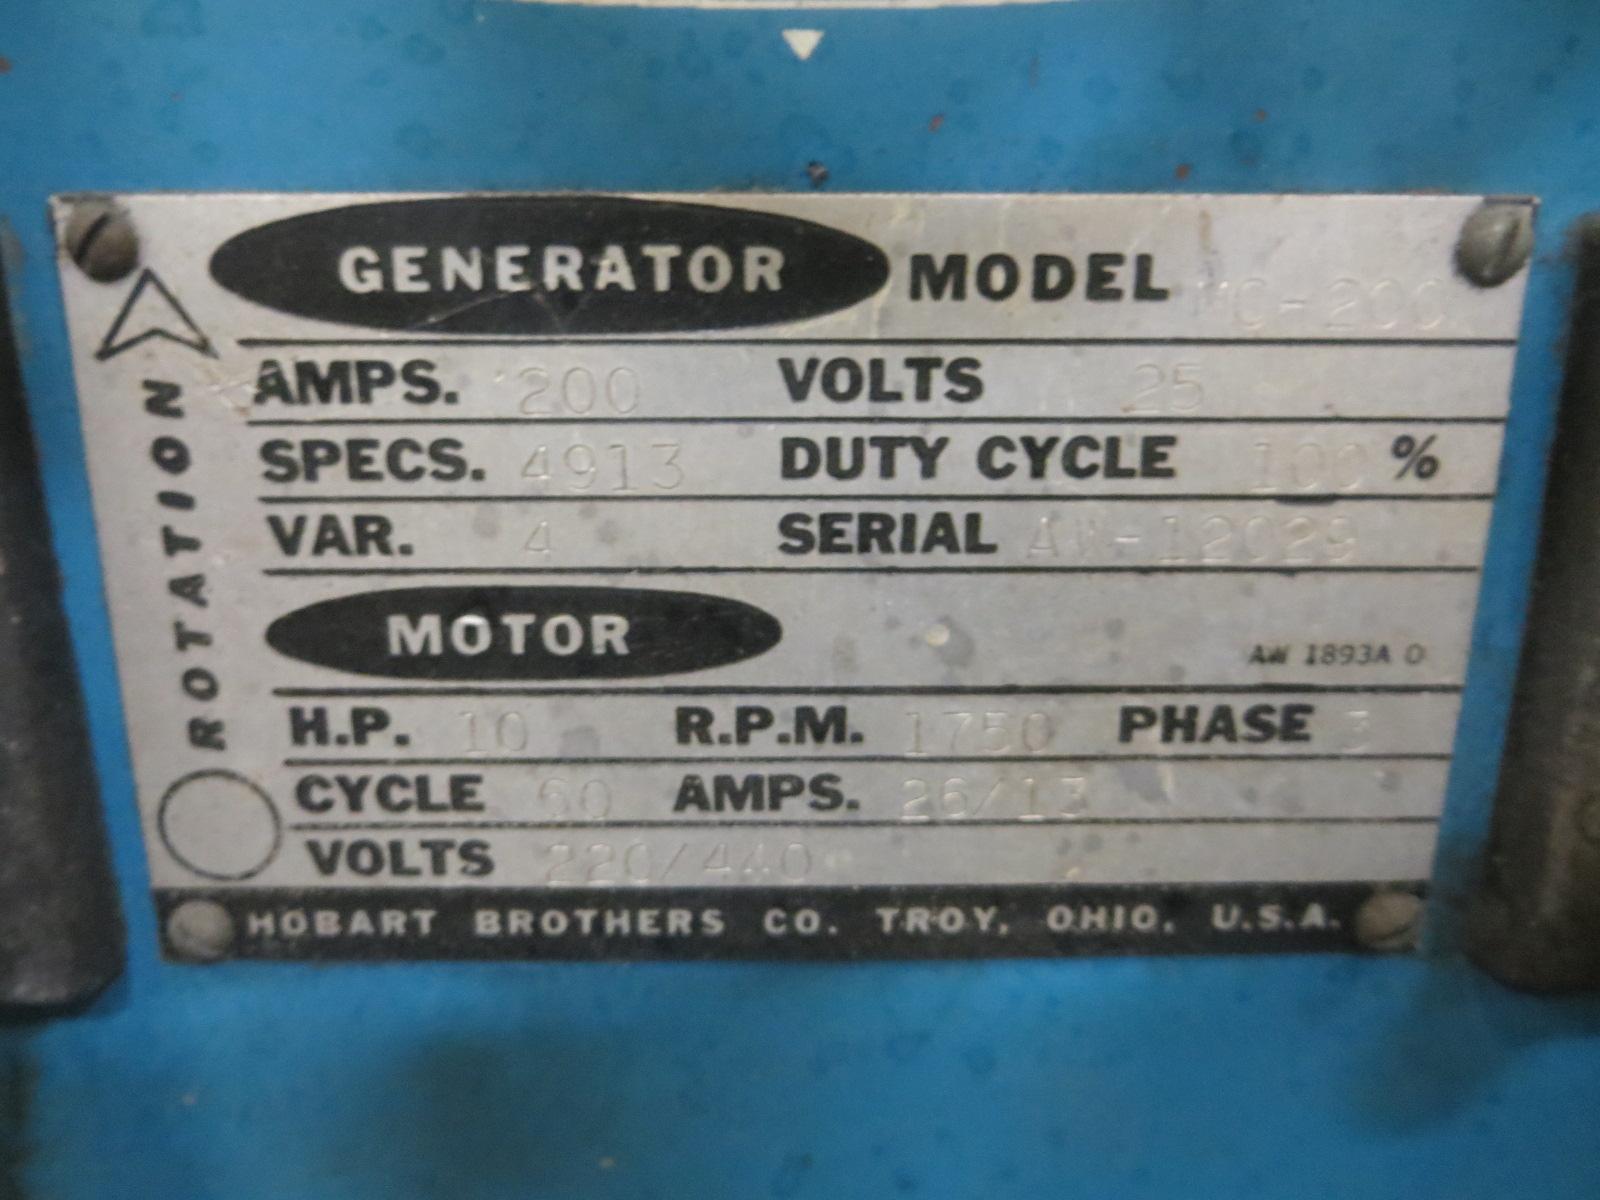 GENERATOR MODEL MC-200
AMPS. 200 VOLTS 25
SPECS. 4913 DUTY CYCLE 100 %
VAR. 4 SERIAL AW-12029
MOTOR
AW 1893A O
H.P. 10 R.P.M. 1750 PHASE 3
CYCLE 60 AMPS. 26/13
VOLTS 220/440
ROTATION
HOBART BROTHERS CO. TROY, OHIO, U.S.A.